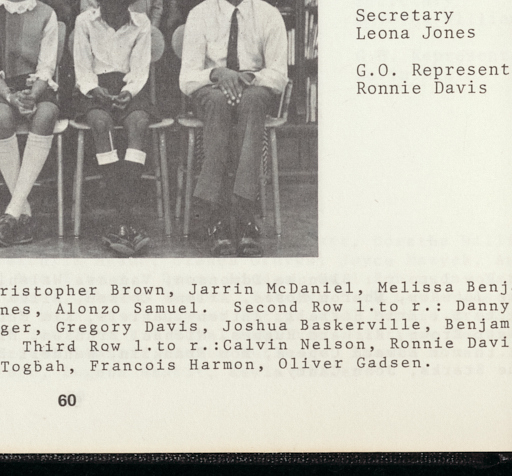 Secretary
Leona Jones
G.O. Represent
Ronnie Davis
ristopher Brown, Jarrin McDaniel, Melissa Benj
nes, Alonzo Samuel. Second Row l.to r.: Danny
ger, Gregory Davis, Joshua Baskerville, Benjam
Third Row l.to r.:Calvin Nelson, Ronnie Davi
Togbah, Francois Harmon, Oliver Gadsen.
60